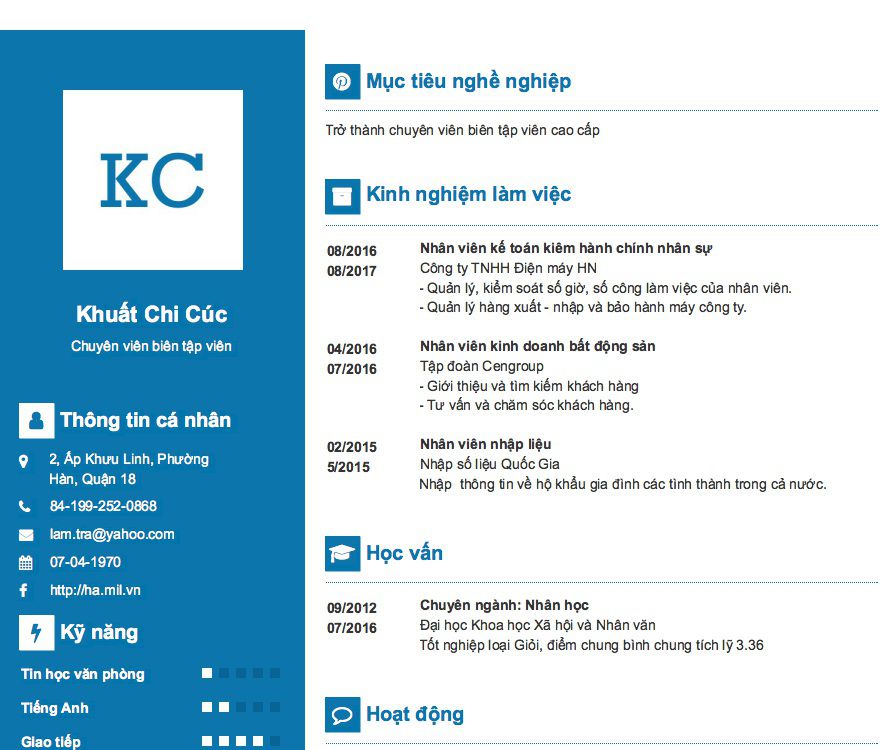 KC
Khuất Chi Cúc
Chuyên viên biên tập viên
Thông tin cá nhân
2, Ấp Khưu Linh, Phường
Hàn, Quận 18
84-199-252-0868
lam.tra@yahoo.com
07-04-1970
http://ha.mil.vn
Kỹ năng
Tin học văn phòng
Tiếng Anh
Giao tiếp
Mục tiêu nghề nghiệp
Trở thành chuyên viên biên tập viên cao cấp
Kinh nghiệm làm việc
08/2016
08/2017
Nhân viên kế toán kiêm hành chính nhân sự
Công ty TNHH Điện máy HN
- Quản lý, kiểm soát số giờ, số công làm việc của nhân viên.
- Quản lý hàng xuất - nhập và bảo hành máy công ty.
04/2016
07/2016
Nhân viên kinh doanh bất động sản
Tập đoàn Cengroup
- Giới thiệu và tìm kiếm khách hàng
- Tư vấn và chăm sóc khách hàng.
02/2015
5/2015
Nhân viên nhập liệu
Nhập số liệu Quốc Gia
Nhập  thông tin về hộ khẩu gia đình các tình thành trong cả nước.
Học vấn
09/2012
07/2016
Chuyên ngành: Nhân học
Đại học Khoa học Xã hội và Nhân văn
Tốt nghiệp loại Giỏi, điểm chung bình chung tích lỹ 3.36
Hoạt động